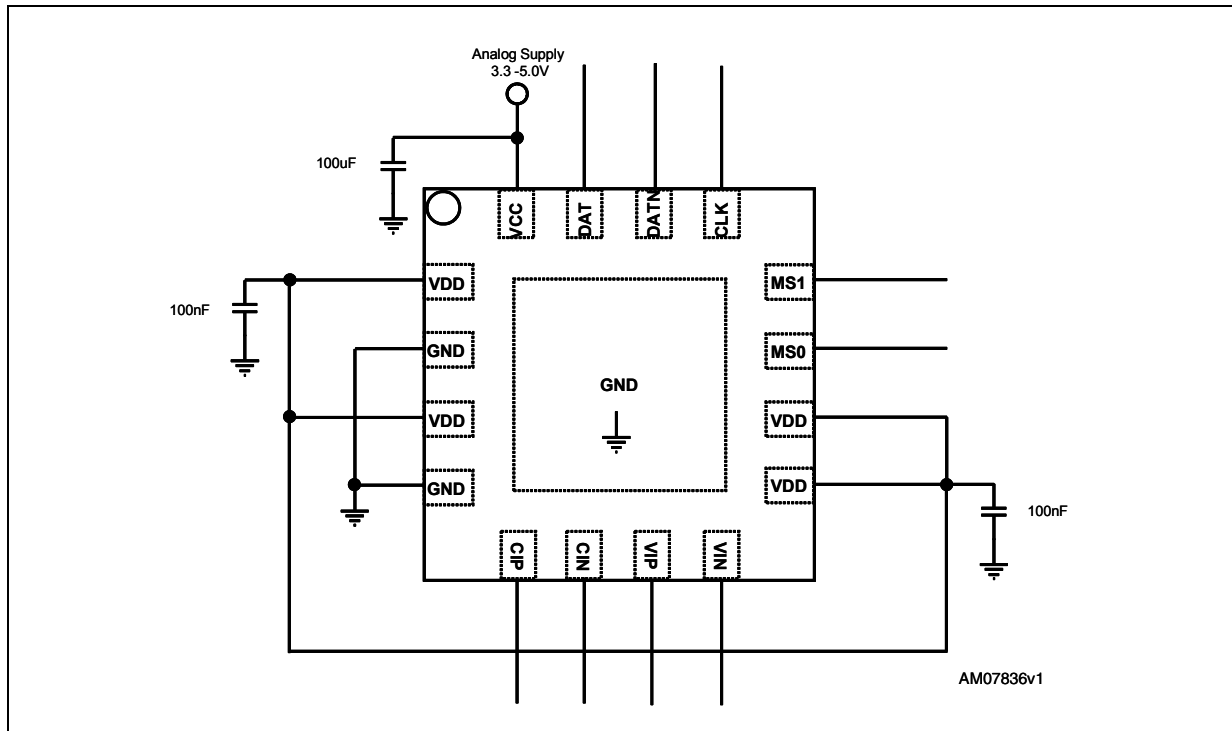 Analog Supply
3.3 -5.0V
100uF
VCC
DAT
DATN
CLK
VDD
MS1
100nF
GND
MS0
GND
VDD
VDD
GND
VDD
100nF
CIP
CIN
VIP
VIN
AM07836v1